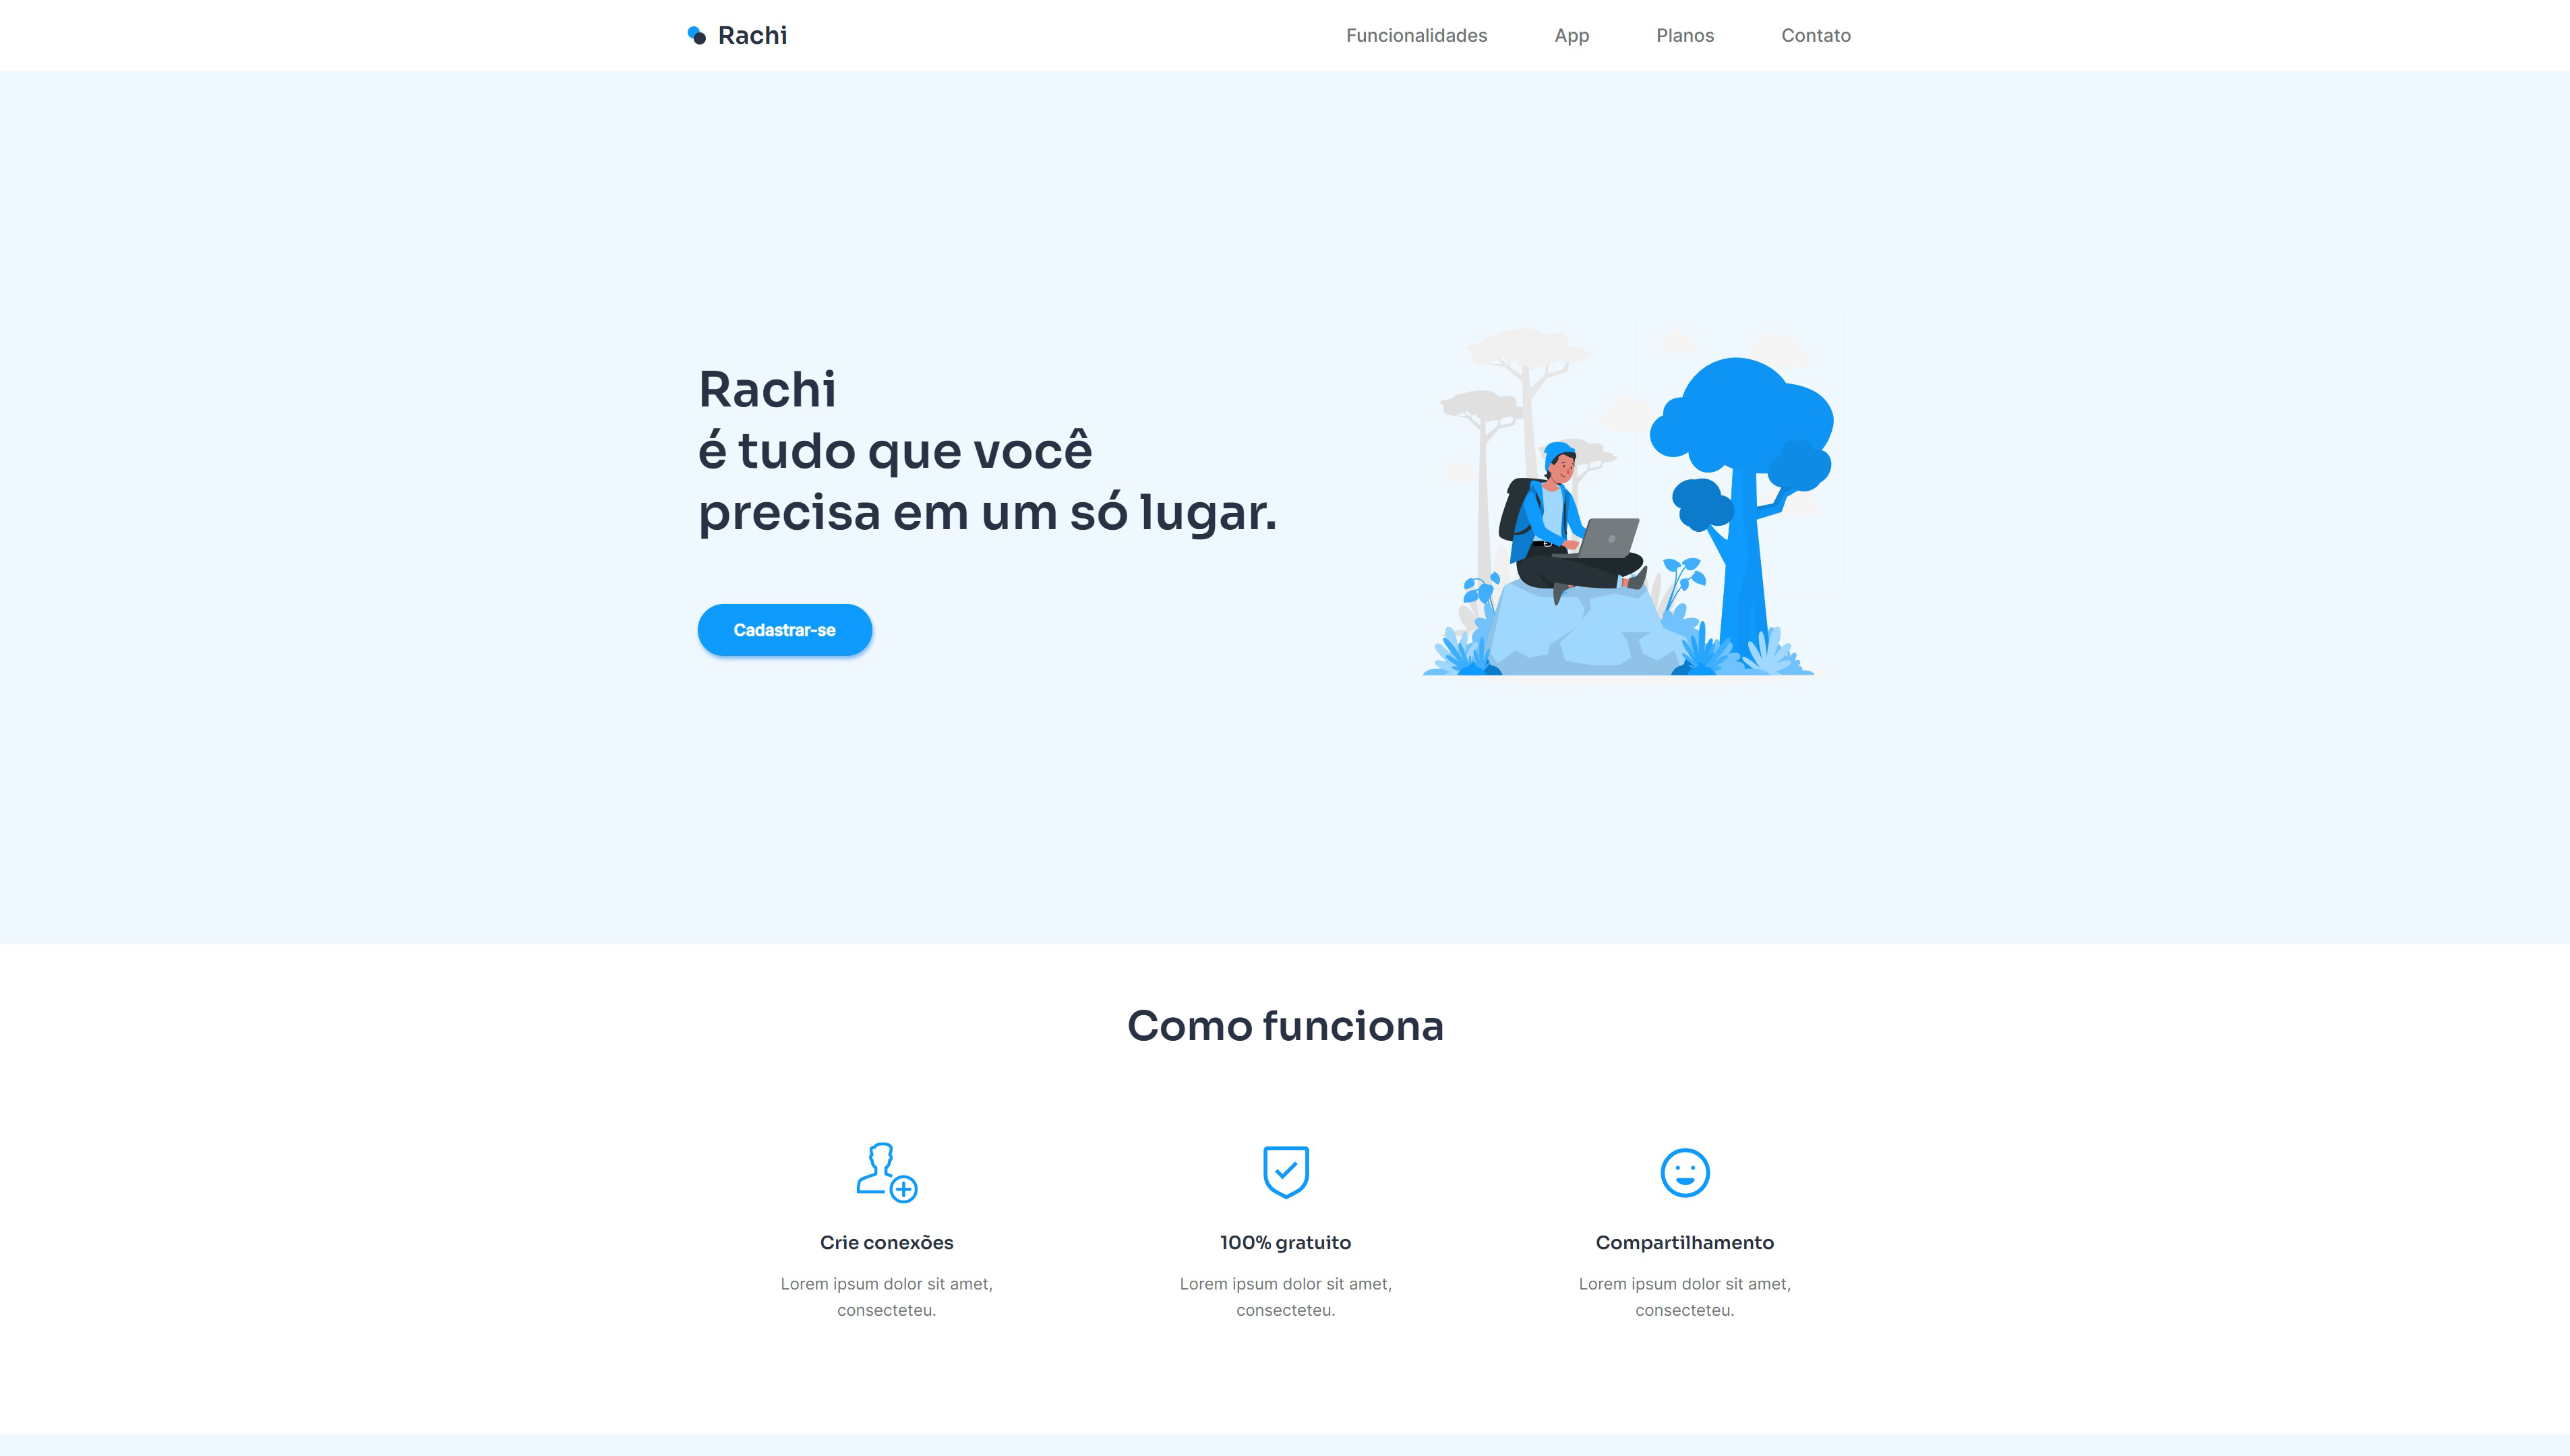 Rachi
Funcionalidades
App
Planos
Contato
Rachi
é tudo que você
precisa em um só lugar.
Cadastrar-se
Como funciona
Crie conexões
Lorem ipsum dolor sit amet,
consecteteu.
100% gratuito
Lorem ipsum dolor sit amet,
consecteteu.
Compartilhamento
Lorem ipsum dolor sit amet,
consecteteu.